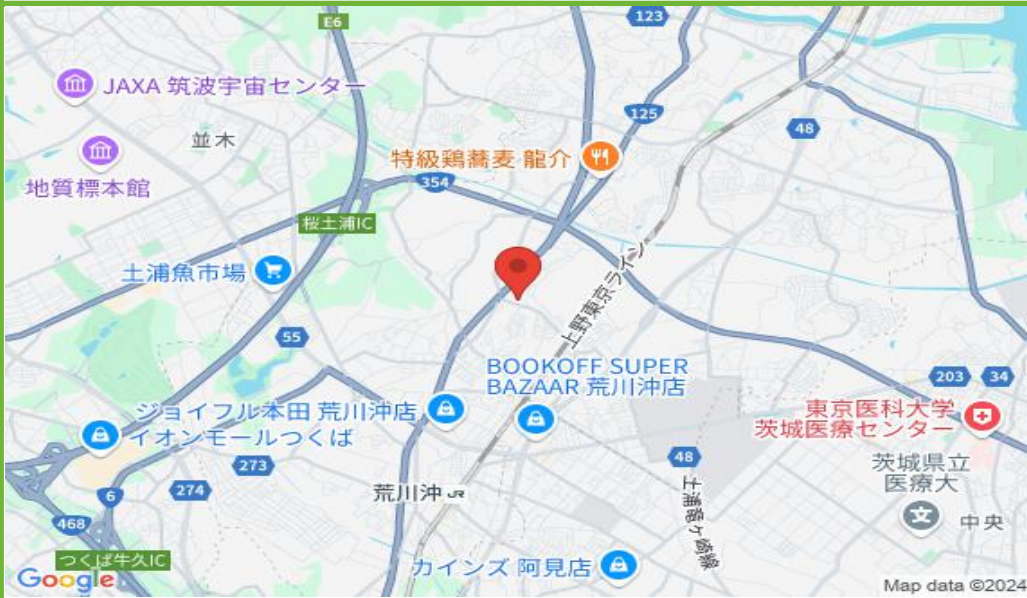 E6
123
JAXA 筑波宇宙センター
125
48
並木
特級鶏蕎麦 龍介
地質標本館
354
桜土浦IC
土浦魚市場
上野東京ライン
55
BOOKOFF SUPER
BAZAAR 荒川沖店
203
34
ジョイフル本田 荒川沖店
イオンモールつくば
東京医科大学
茨城医療センター
273
48
茨城県立
医療大
274
6
荒川沖 JR
土浦竜ヶ崎線
中央
468
つくば牛久IC
カインズ 阿見店
Google
Map data ©2024